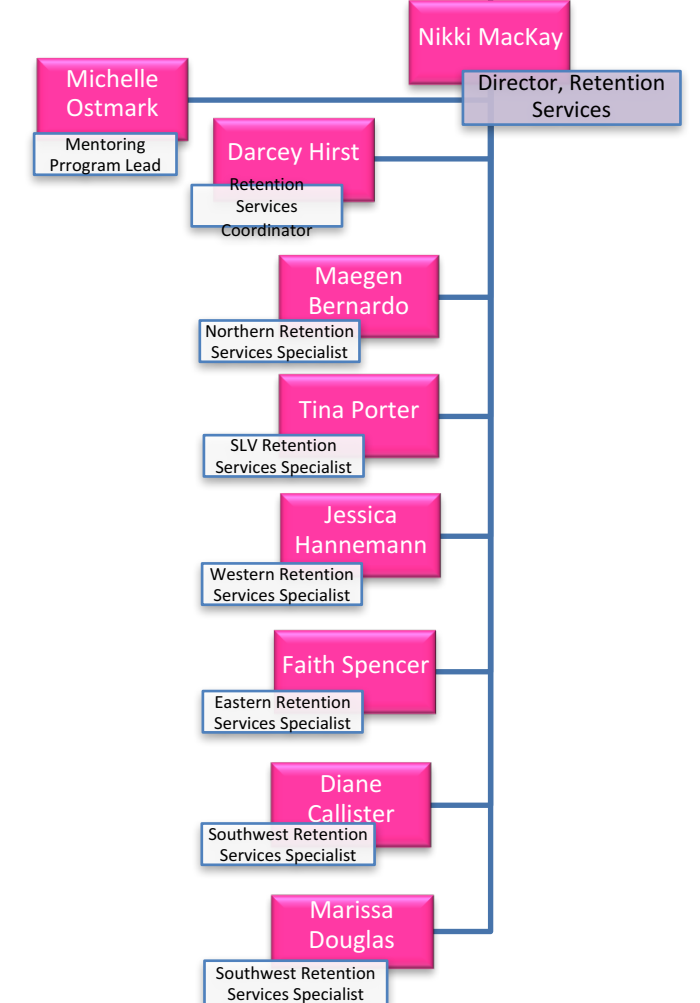 Nikki MacKay
Director, Retention
Services
Michelle
Ostmark
Mentoring
Prrogram Lead
Darcey Hirst
Retention
Services
Coordinator
Maegen
Bernardo
Northern Retention
Services Specialist
Tina Porter
SLV Retention
Services Specialist
Jessica
Hannemann
Western Retention
Services Specialist
Faith Spencer
Eastern Retention
Services Specialist
Diane
Callister
Southwest Retention
Services Specialist
Marissa
Douglas
Southwest Retention
Services Specialist